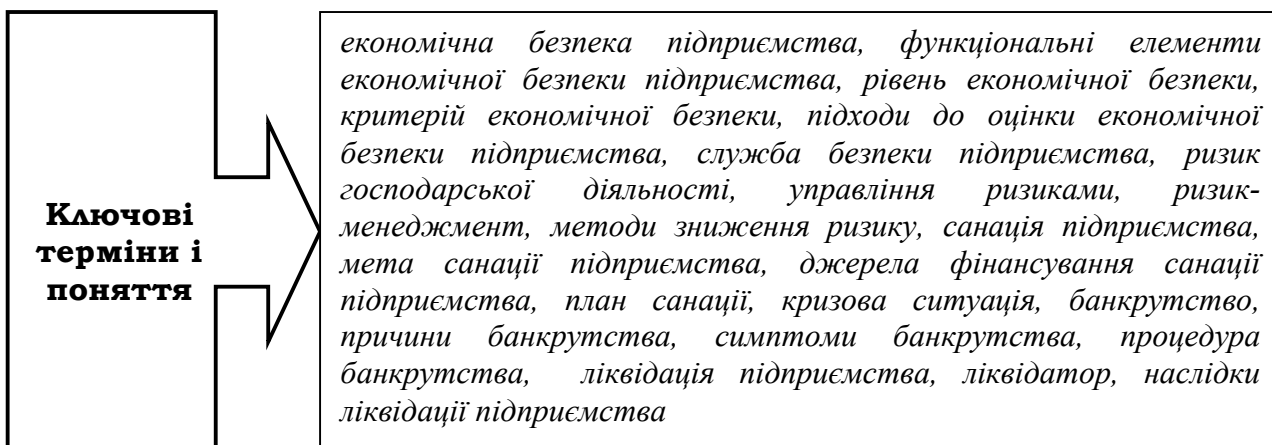 Ключові
терміни і
поняття
економічна безпека підприємства, функціональні елементи
економічної безпеки підприємства, рівень економічної безпеки,
критерій економічної безпеки, підходи до оцінки економічної
безпеки підприємства, служба безпеки підприємства, ризик
господарської діяльності, управління ризиками, ризик-
менеджмент, методи зниження ризику, санація підприємства,
мета санації підприємства, джерела фінансування санації
підприємства, план санації, кризова ситуація, банкрутство,
причини банкрутства, симптоми банкрутства, процедура
банкрутства, ліквідація підприємства, ліквідатор, наслідки
ліквідації підприємства